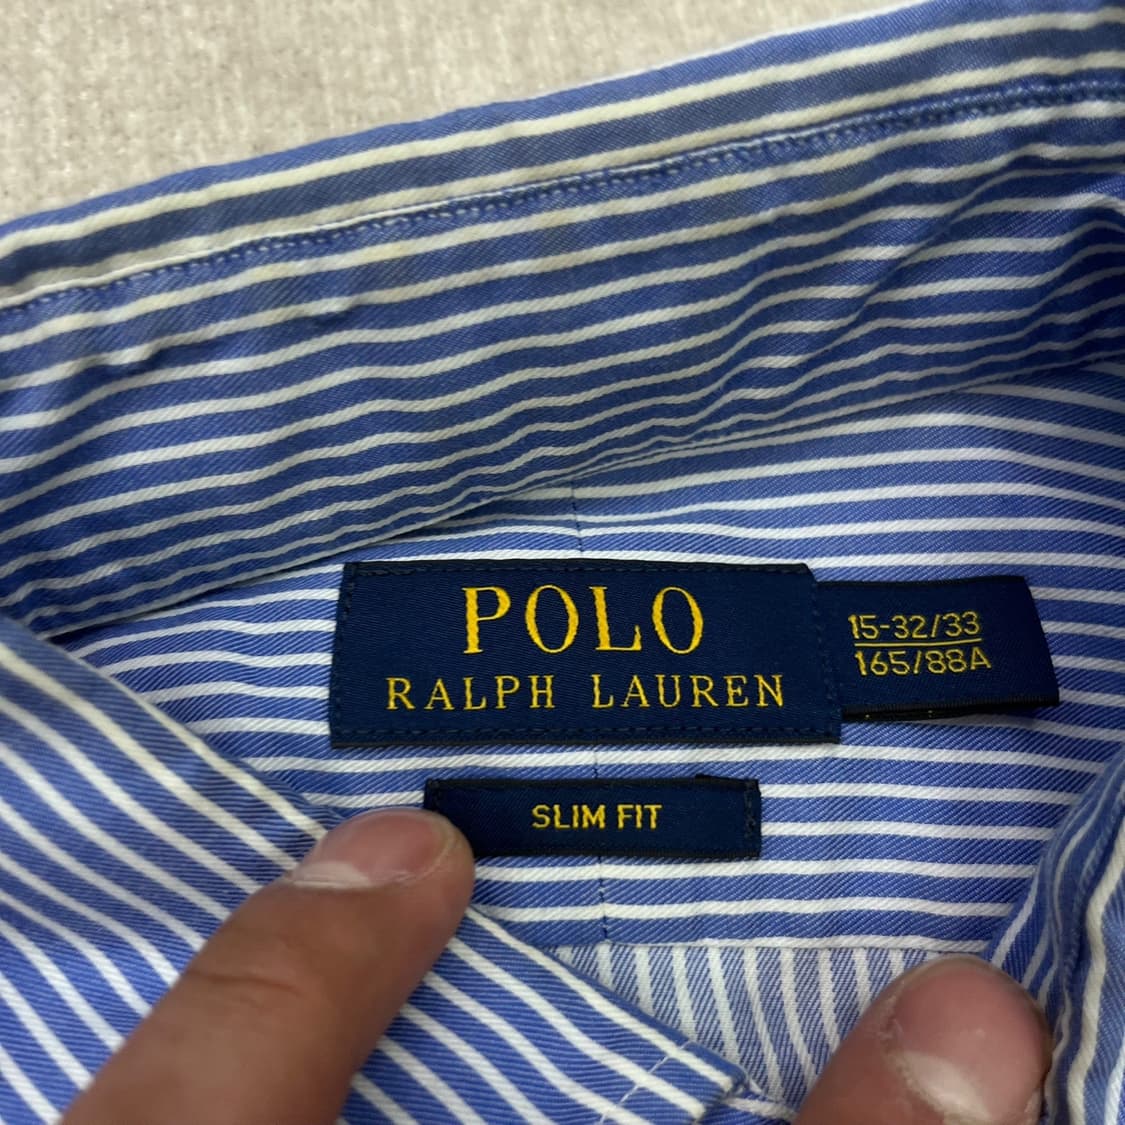 POLO
RALPH LAUREN
15-32/33
165/88A
SLIM FIT